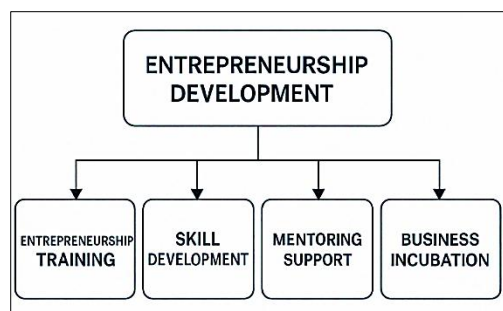 ENTREPRENEURSHIP
DEVELOPMENT
ENTREPRENEURSHIP
TRAINING
SKILL
DEVELOPMENT
MENTORING
SUPPORT
BUSINESS
INCUBATION